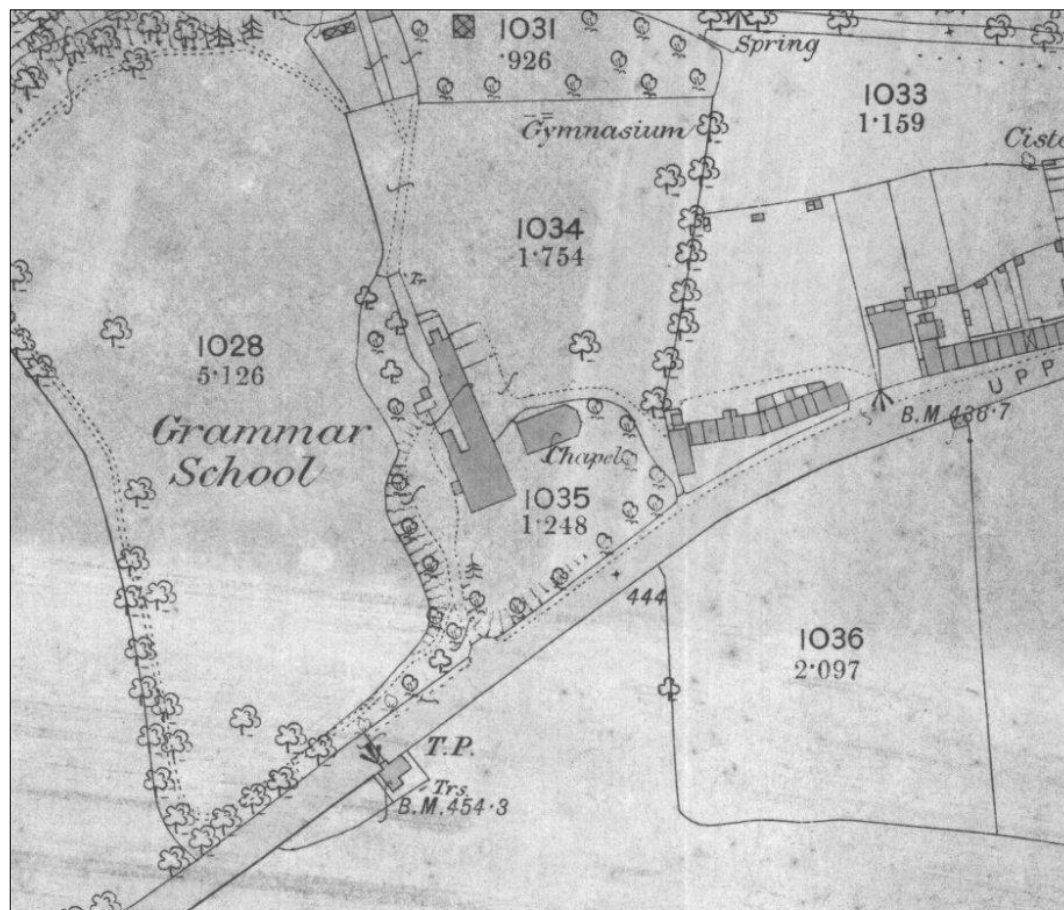 1031
·926
Spring
1033
1·159
Gymnasium
1034
1·754
Tr.
1028
5·126
Grammar
School
Chapel
1035
1·248
UPP
B.M. 436·7
444
1036
2·097
T.P.
Trs.
B.M. 454·3